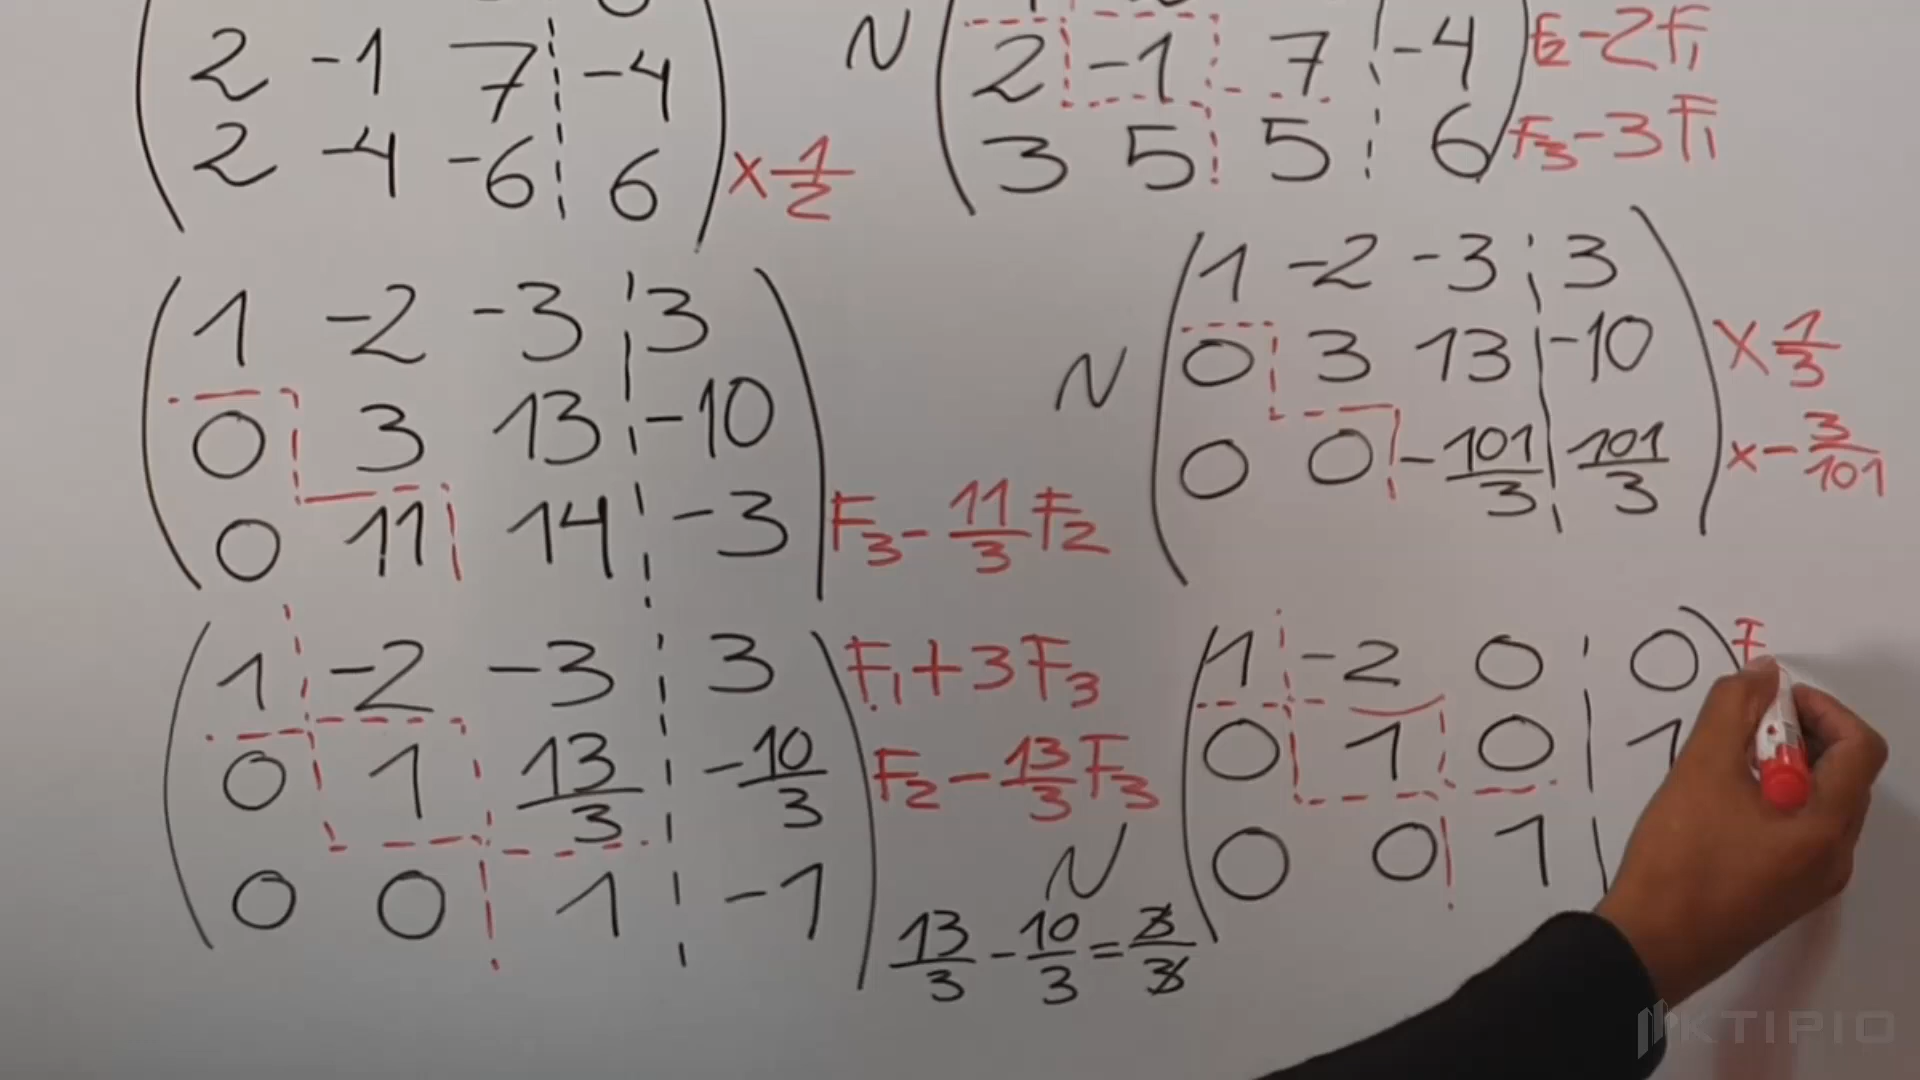 2 -1 7 -4
2 -4 -6 6 × 1/2
N 2 -1 7 -4 F2-2F1
3 5 5 6 F3-3F1
1 -2 -3 3
0 3 13 -10
0 11 14 -3 F3-11/3F2
N 1 -2 -3 3
0 3 13 -10 × 1/3
0 0 -101/3 101/3 × -3/101
1 -2 -3 3 F1+3F3
0 1 13/3 -10/3 F2-13/3F3
0 0 1 -1
13/3 - 10/3 = 3/3
N 1 -2 0 0 F
0 1 0 1
0 0 1
MKTIPIO